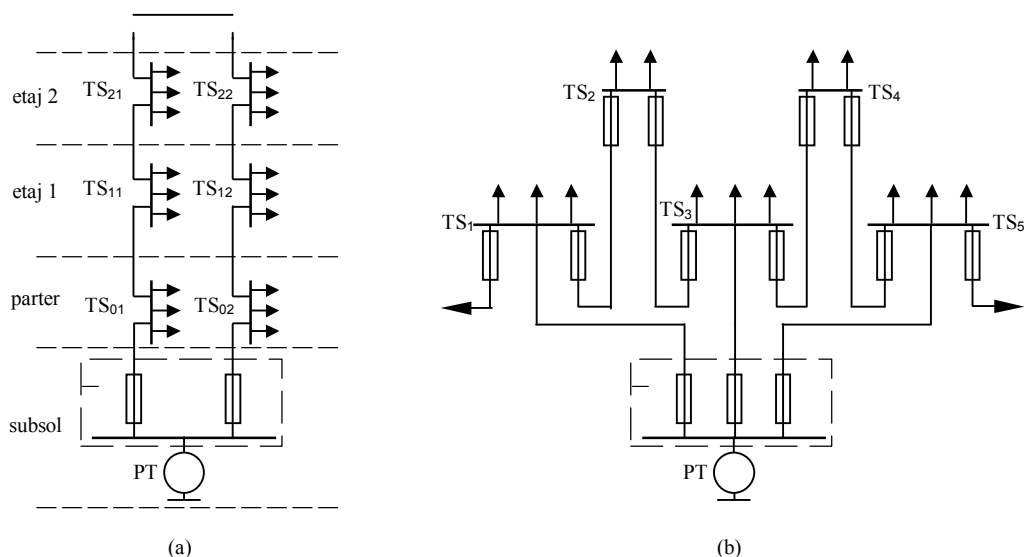 etaj 2
TS21
TS22
etaj 1
TS11
TS12
parter
TS01
TS02
subsol
PT
(a)
TS2
TS4
TS1
TS3
TS5
PT
(b)